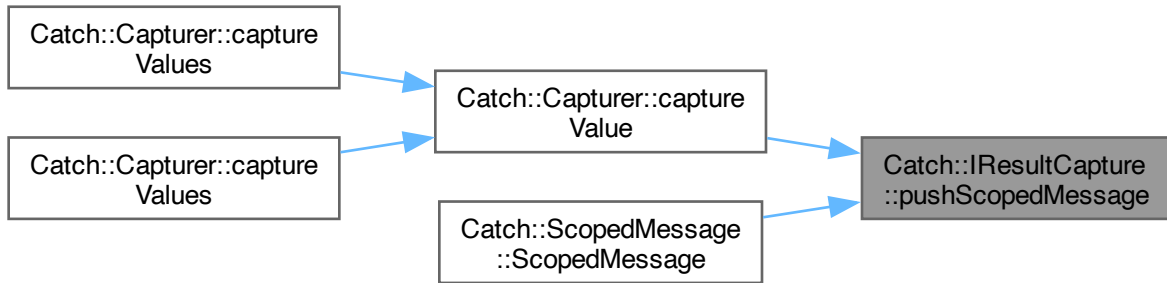 Catch::Capturer::capture
Values
Catch::Capturer::capture
Values
Catch::Capturer::capture
Value
Catch::ScopedMessage
::ScopedMessage
Catch::IResultCapture
::pushScopedMessage